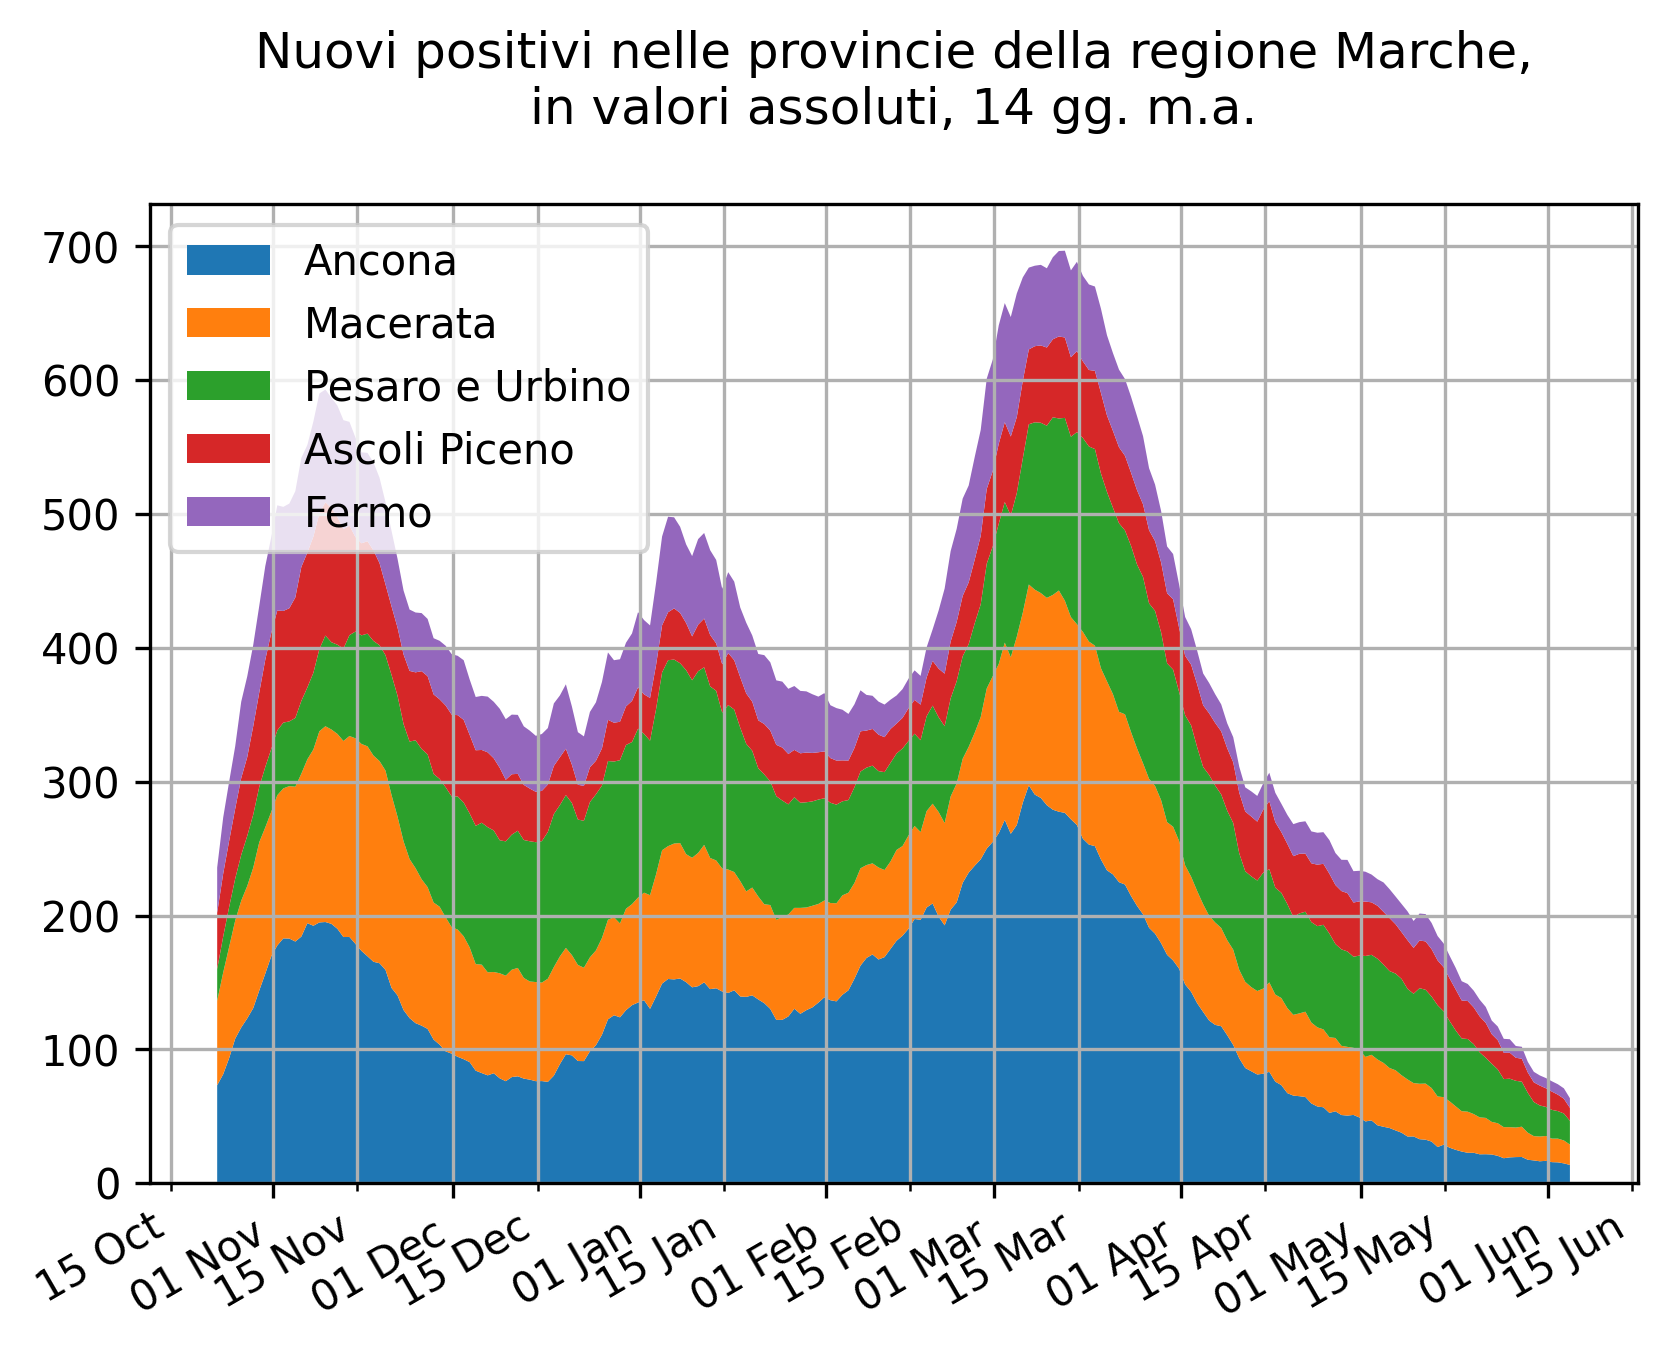 Nuovi positivi nelle provincie della regione Marche,
in valori assoluti, 14 gg. m.a.
700
600
500
400
300
200
100
0
Ancona
Macerata
Pesaro e Urbino
Ascoli Piceno
Fermo
15 Oct
01 Nov
15 Nov
01 Dec
15 Dec
01 Jan
15 Jan
01 Feb
15 Feb
01 Mar
15 Mar
01 Apr
15 Apr
01 May
15 May
01 Jun
15 Jun